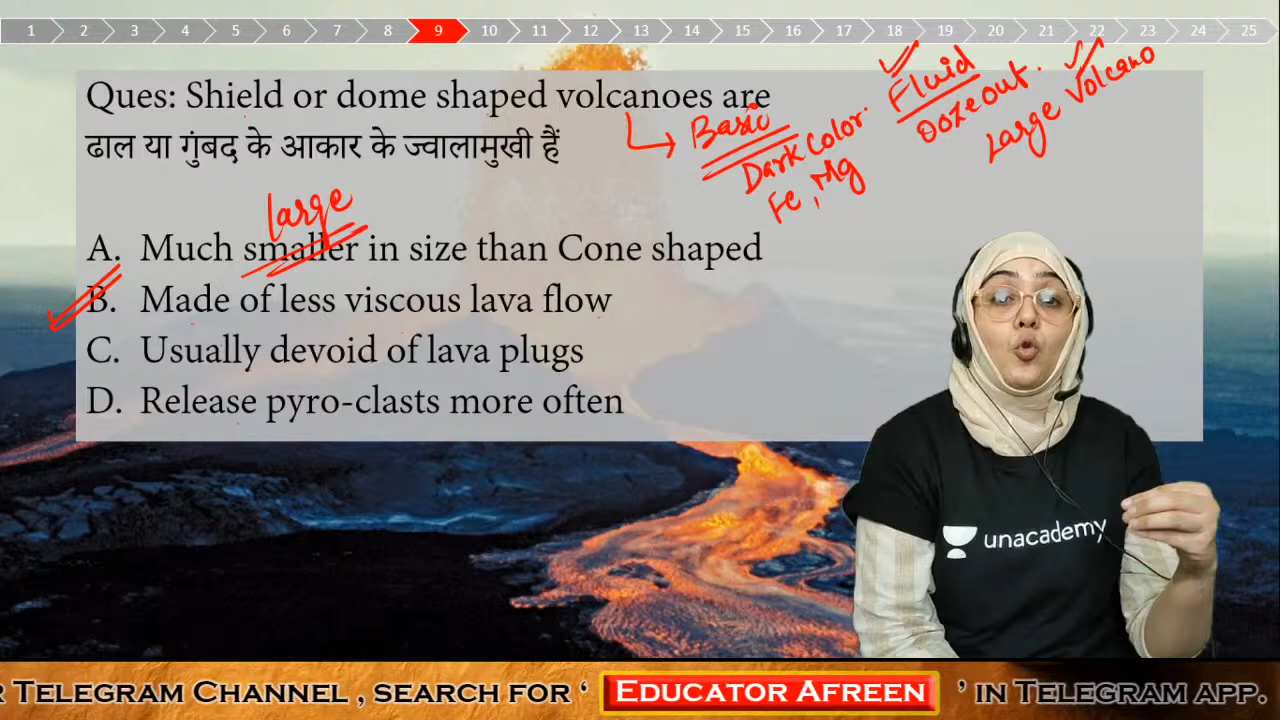 1 2 3 4 5 6 7 8 9 10 11 12 13 14 15 16 17 18 19 20 21 22 23 24 25
Ques: Shield or dome shaped volcanoes are
ढाल या गुंबद के आकार के ज्वालामुखी हैं
Basic
Dark Color.
Fe, Mg
Fluid
Ooze out.
Large Volcano
large
A. Much smaller in size than Cone shaped
B. Made of less viscous lava flow
C. Usually devoid of lava plugs
D. Release pyro-clasts more often
unacademy
R TELEGRAM CHANNEL , SEARCH FOR ‘ EDUCATOR AFREEN ’ IN TELEGRAM APP.